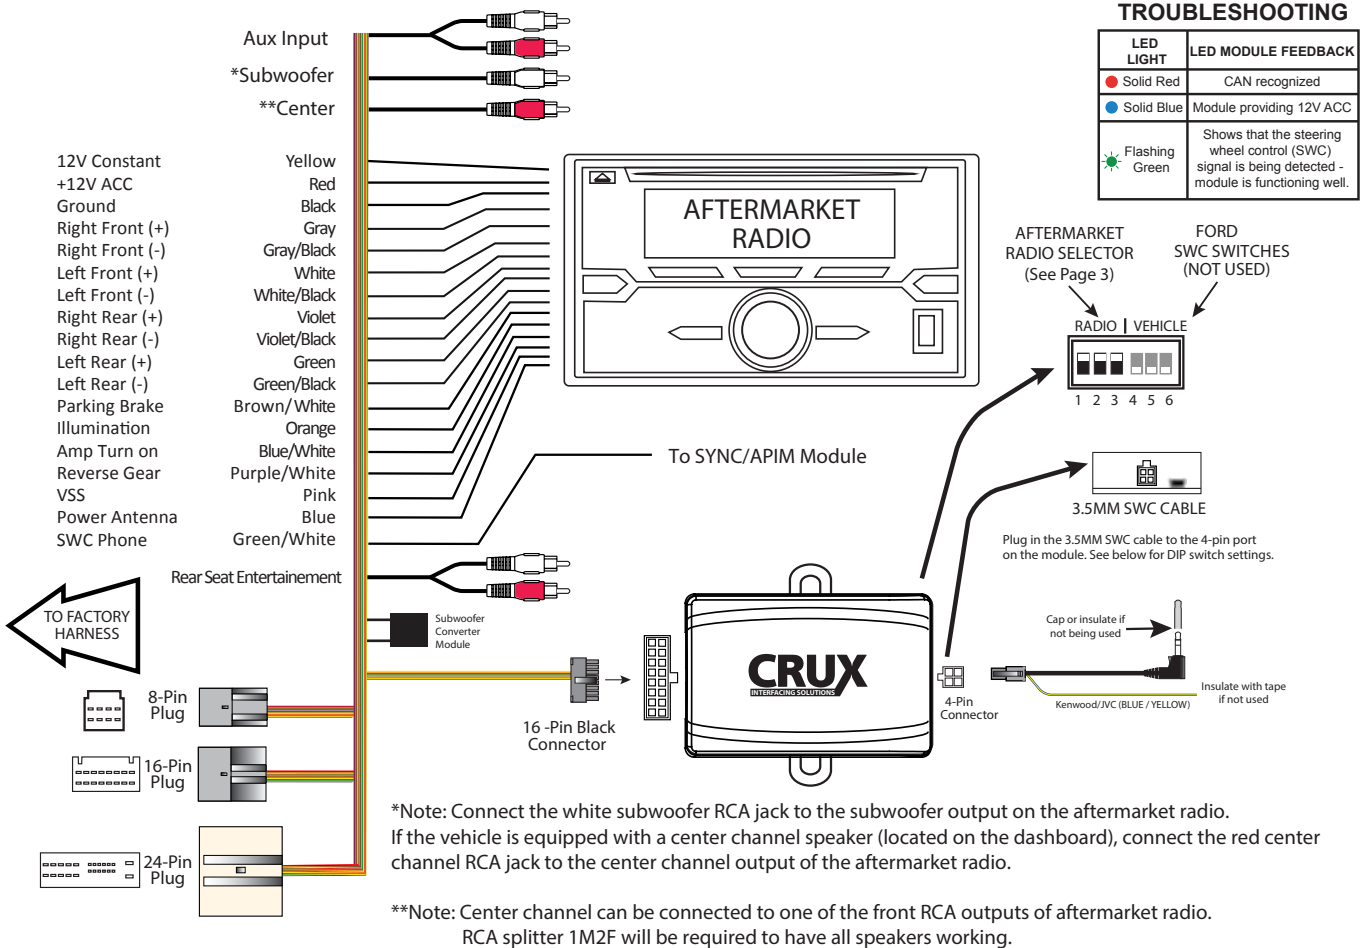 TROUBLESHOOTING
LED LIGHT LED MODULE FEEDBACK
Solid Red CAN recognized
Solid Blue Module providing 12V ACC
Flashing Green Shows that the steering
wheel control (SWC)
signal is being detected -
module is functioning well.
Aux Input
*Subwoofer
**Center
12V Constant Yellow
+12V ACC Red
Ground Black
Right Front (+) Gray
Right Front (-) Gray/Black
Left Front (+) White
Left Front (-) White/Black
Right Rear (+) Violet
Right Rear (-) Violet/Black
Left Rear (+) Green
Left Rear (-) Green/Black
Parking Brake Brown/White
Illumination Orange
Amp Turn on Blue/White
Reverse Gear Purple/White
VSS Pink
Power Antenna Blue
SWC Phone Green/White
Rear Seat Entertainement
AFTERMARKET
RADIO
To SYNC/APIM Module
AFTERMARKET
RADIO SELECTOR
(See Page 3)
FORD
SWC SWITCHES
(NOT USED)
RADIO | VEHICLE
1 2 3 4 5 6
3.5MM SWC CABLE
Plug in the 3.5MM SWC cable to the 4-pin port
on the module. See below for DIP switch settings.
TO FACTORY
HARNESS
Subwoofer
Converter
Module
8-Pin
Plug
16-Pin
Plug
24-Pin
Plug
16 -Pin Black
Connector
CRUX
INTERFACING SOLUTIONS
4-Pin
Connector
Cap or insulate if
not being used
Kenwood/JVC (BLUE / YELLOW)
Insulate with tape
if not used
*Note: Connect the white subwoofer RCA jack to the subwoofer output on the aftermarket radio.
If the vehicle is equipped with a center channel speaker (located on the dashboard), connect the red center
channel RCA jack to the center channel output of the aftermarket radio.
**Note: Center channel can be connected to one of the front RCA outputs of aftermarket radio.
RCA splitter 1M2F will be required to have all speakers working.